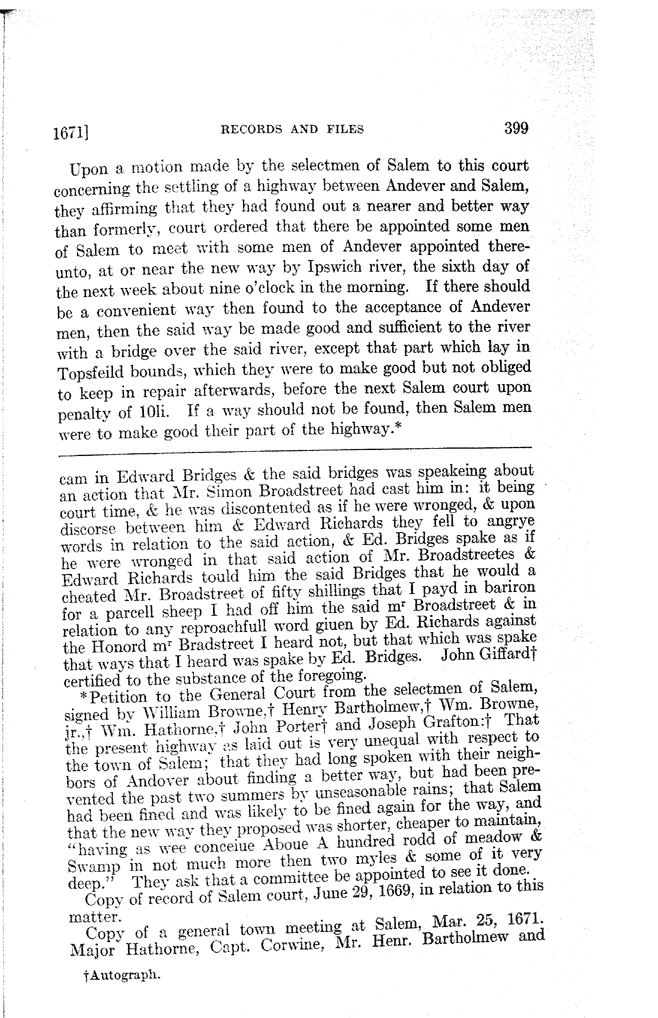 1671] RECORDS AND FILES 399
Upon a motion made by the selectmen of Salem to this court
concerning the settling of a highway between Andever and Salem,
they affirming that they had found out a nearer and better way
than formerly, court ordered that there be appointed some men
of Salem to meet with some men of Andever appointed there-
unto, at or near the new way by Ipswich river, the sixth day of
the next week about nine o'clock in the morning. If there should
be a convenient way then found to the acceptance of Andever
men, then the said way be made good and sufficient to the river
with a bridge over the said river, except that part which lay in
Topsfeild bounds, which they were to make good but not obliged
to keep in repair afterwards, before the next Salem court upon
penalty of 10li. If a way should not be found, then Salem men
were to make good their part of the highway.*
cam in Edward Bridges & the said bridges was speakeing about
an action that Mr. Simon Broadstreet had cast him in: it being
court time, & he was discontented as if he were wronged, & upon
discorse between him & Edward Richards they fell to angrye
words in relation to the said action, & Ed. Bridges spake as if
he were wronged in that said action of Mr. Broadstreetes &
Edward Richards tould him the said Bridges that he would a
cheated Mr. Broadstreet of fifty shillings that I payd in bariron
for a parcell sheep I had off him the said mʳ Broadstreet & in
relation to any reproachfull word giuen by Ed. Richards against
the Honord mʳ Bradstreet I heard not, but that which was spake
that ways that I heard was spake by Ed. Bridges. John Giffard†
certified to the substance of the foregoing.
*Petition to the General Court from the selectmen of Salem,
signed by William Browne,† Henry Bartholmew,† Wm. Browne,
jr.,† Wm. Hathorne,† John Porter† and Joseph Grafton:† That
the present highway as laid out is very unequal with respect to
the town of Salem; that they had long spoken with their neigh-
bors of Andover about finding a better way, but had been pre-
vented the past two summers by unseasonable rains; that Salem
had been fined and was likely to be fined again for the way, and
that the new way they proposed was shorter, cheaper to maintain,
"having as wee conceiue Aboue A hundred rodd of meadow &
Swamp in not much more then two myles & some of it very
deep." They ask that a committee be appointed to see it done.
Copy of record of Salem court, June 29, 1669, in relation to this
matter.
Copy of a general town meeting at Salem, Mar. 25, 1671.
Major Hathorne, Capt. Corwine, Mr. Henr. Bartholmew and
†Autograph.